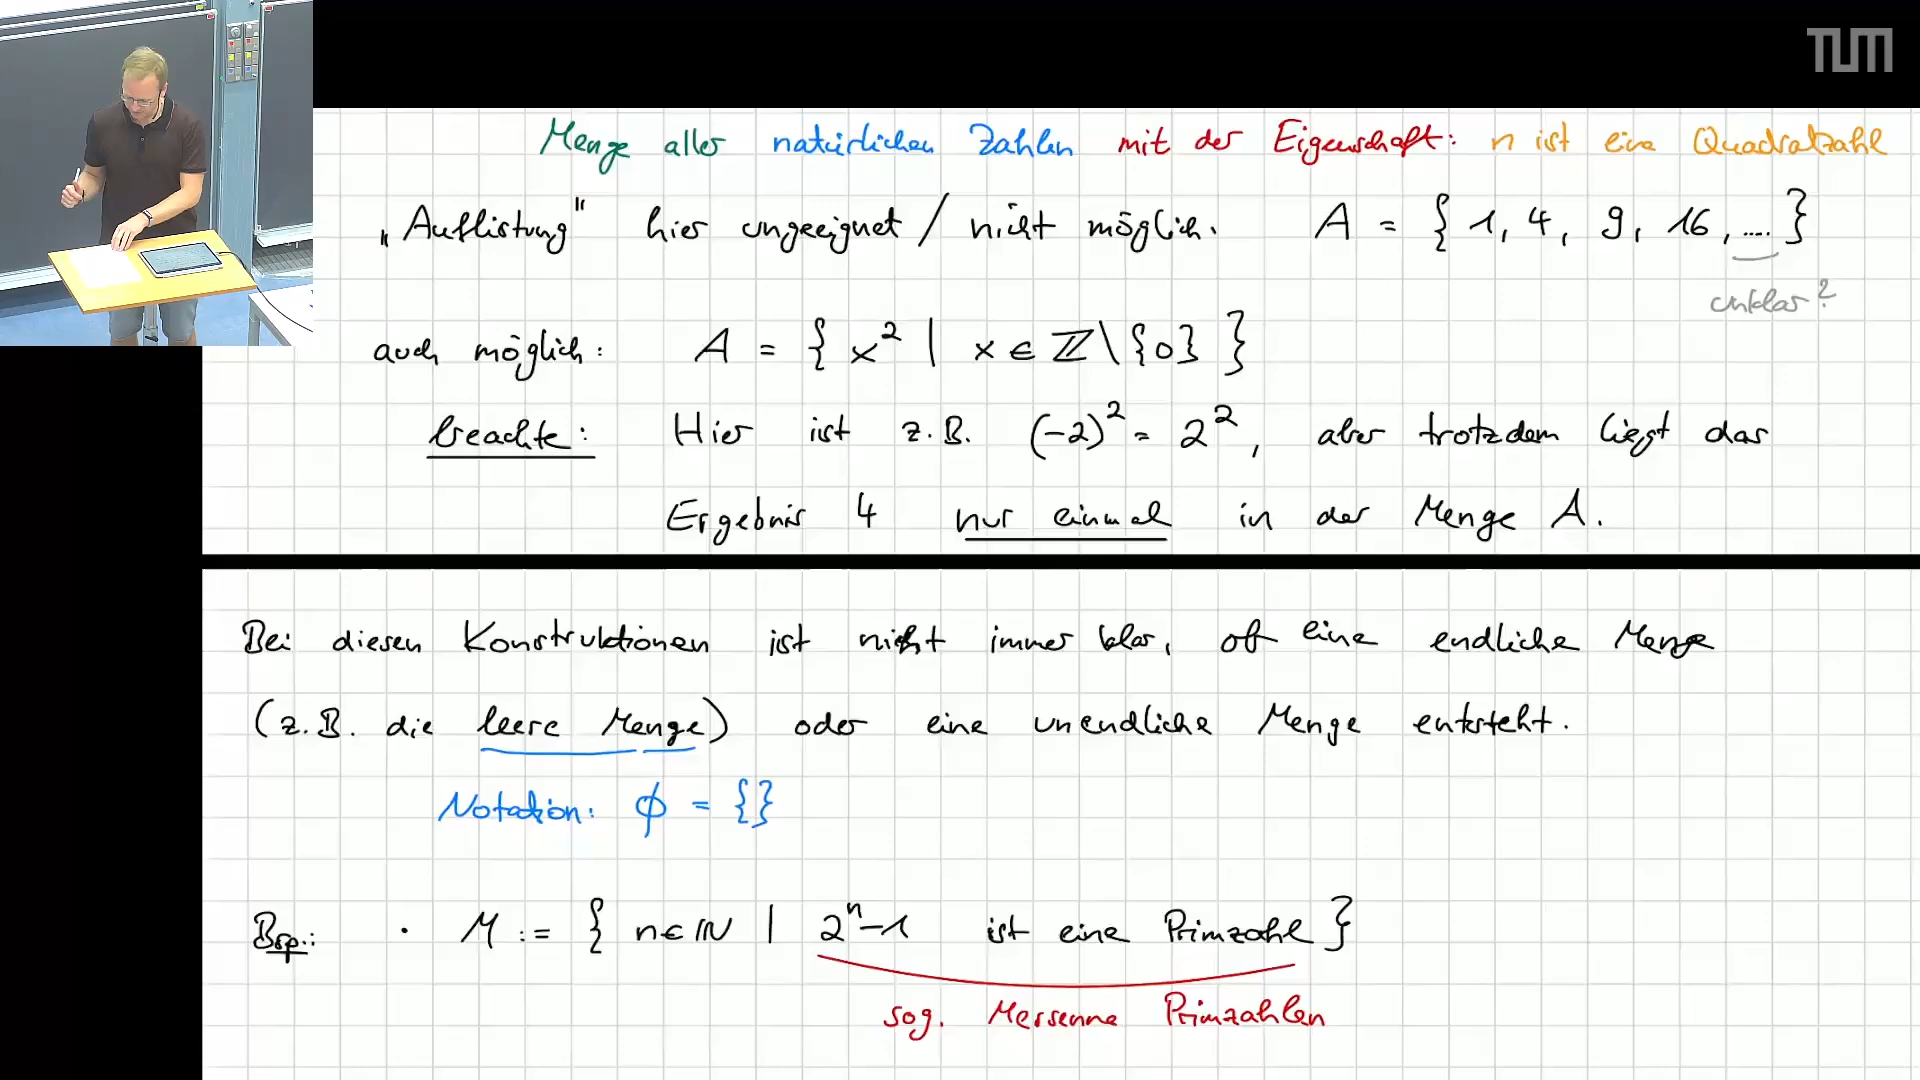 TUM
Menge aller natürlichen Zahlen mit der Eigenschaft: n ist eine Quadratzahl
„Auflistung" hier ungeeignet / nicht möglich. A = { 1, 4, 9, 16, .... }
unklar?
auch möglich: A = { x² | x ∈ ℤ \ {0} }
beachte: Hier ist z.B. (-2)² = 2², aber trotzdem liegt das
Ergebnis 4 nur einmal in der Menge A.
Bei diesen Konstruktionen ist nicht immer klar, ob eine endliche Menge
(z.B. die leere Menge) oder eine unendliche Menge entsteht.
Notation: ∅ = {}
Bsp.: · M := { n ∈ ℕ | 2ⁿ-1 ist eine Primzahl }
sog. Mersenne Primzahlen